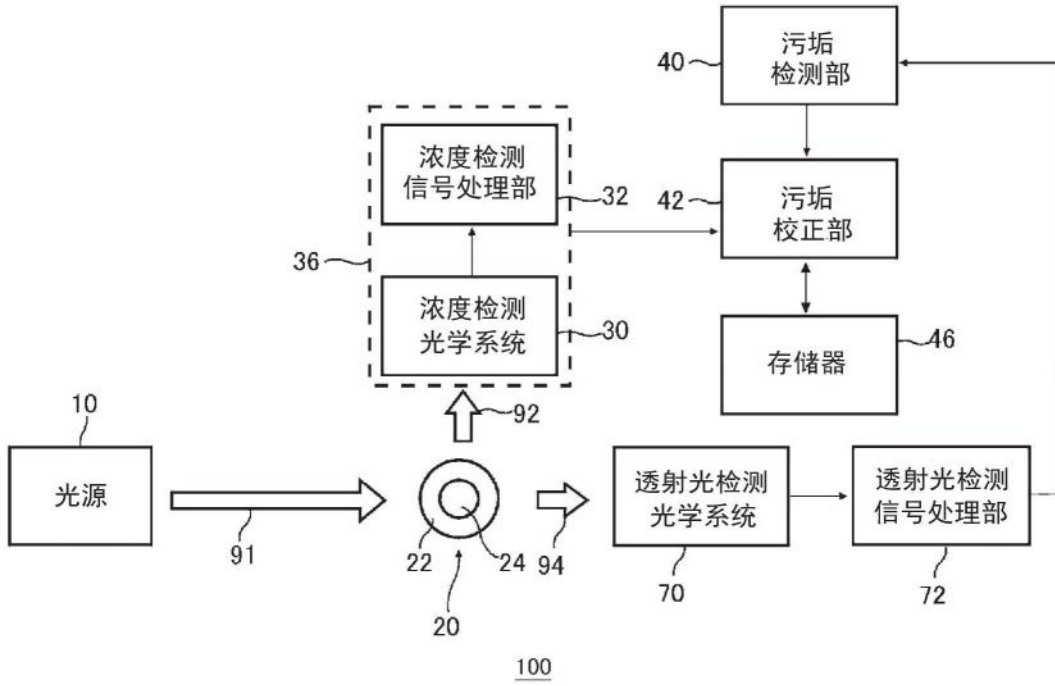 40
污垢
检测部
浓度检测
信号处理部
32
42
污垢
校正部
36
浓度检测
光学系统
30
存储器
46
10
92
光源
透射光检测
光学系统
透射光检测
信号处理部
91
22
24
94
70
72
20
100